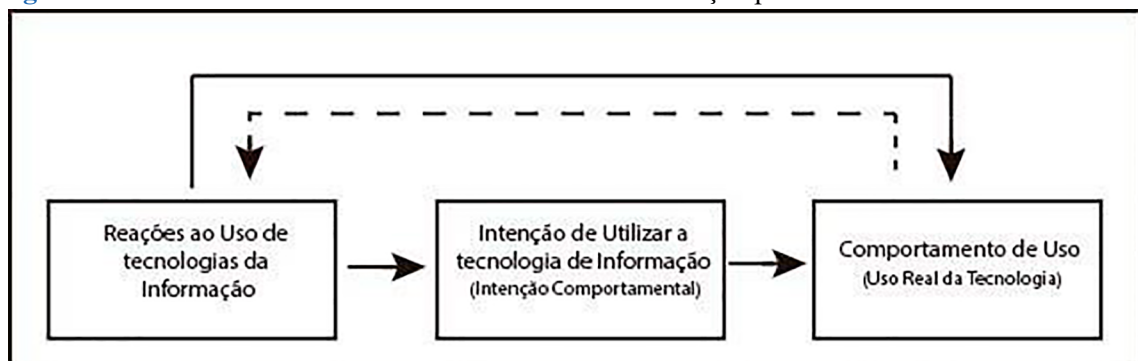 Reações ao Uso de
tecnologias da
Informação
Intenção de Utilizar a
tecnologia de Informação
(Intenção Comportamental)
Comportamento de Uso
(Uso Real da Tecnologia)